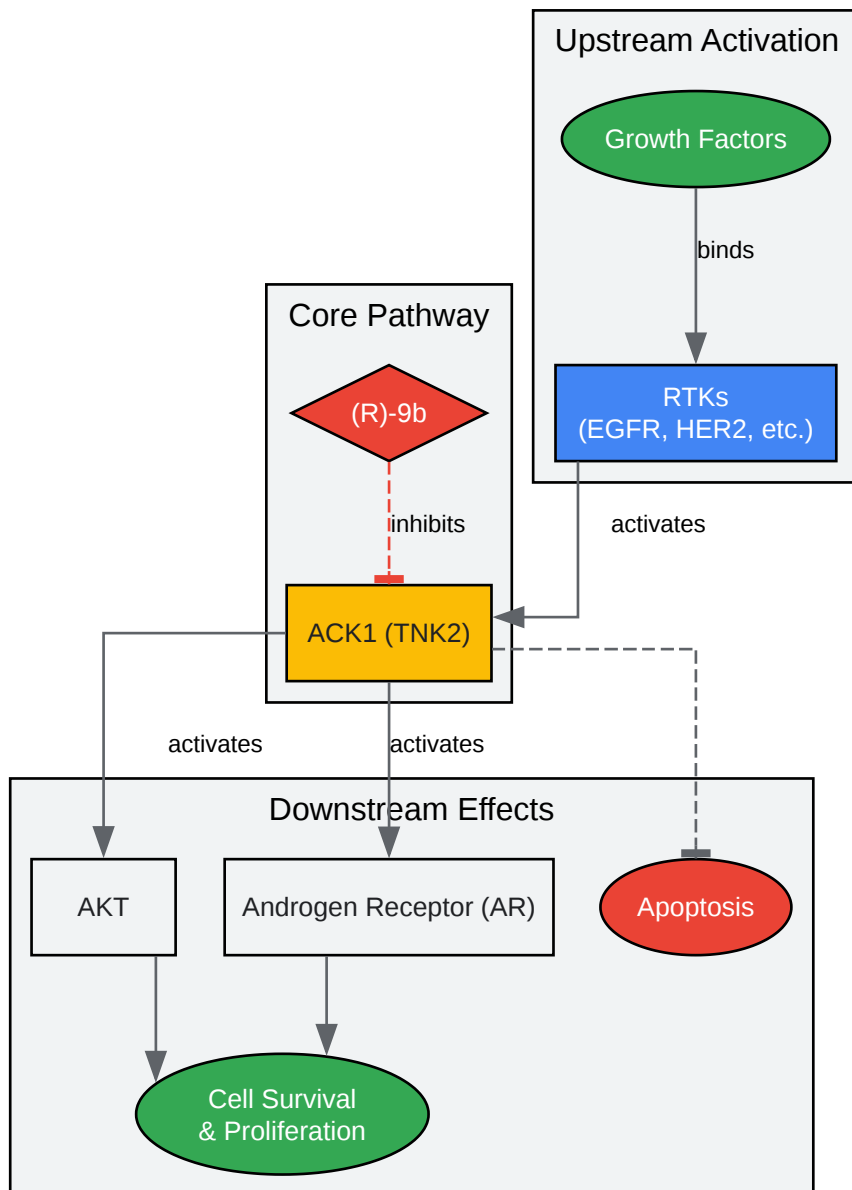 Upstream Activation
Growth Factors
binds
Core Pathway
(R)-9b
RTKs
(EGFR, HER2, etc.)
inhibits
activates
ACK1 (TNK2)
activates
activates
Downstream Effects
AKT
Androgen Receptor (AR)
Apoptosis
Cell Survival
& Proliferation